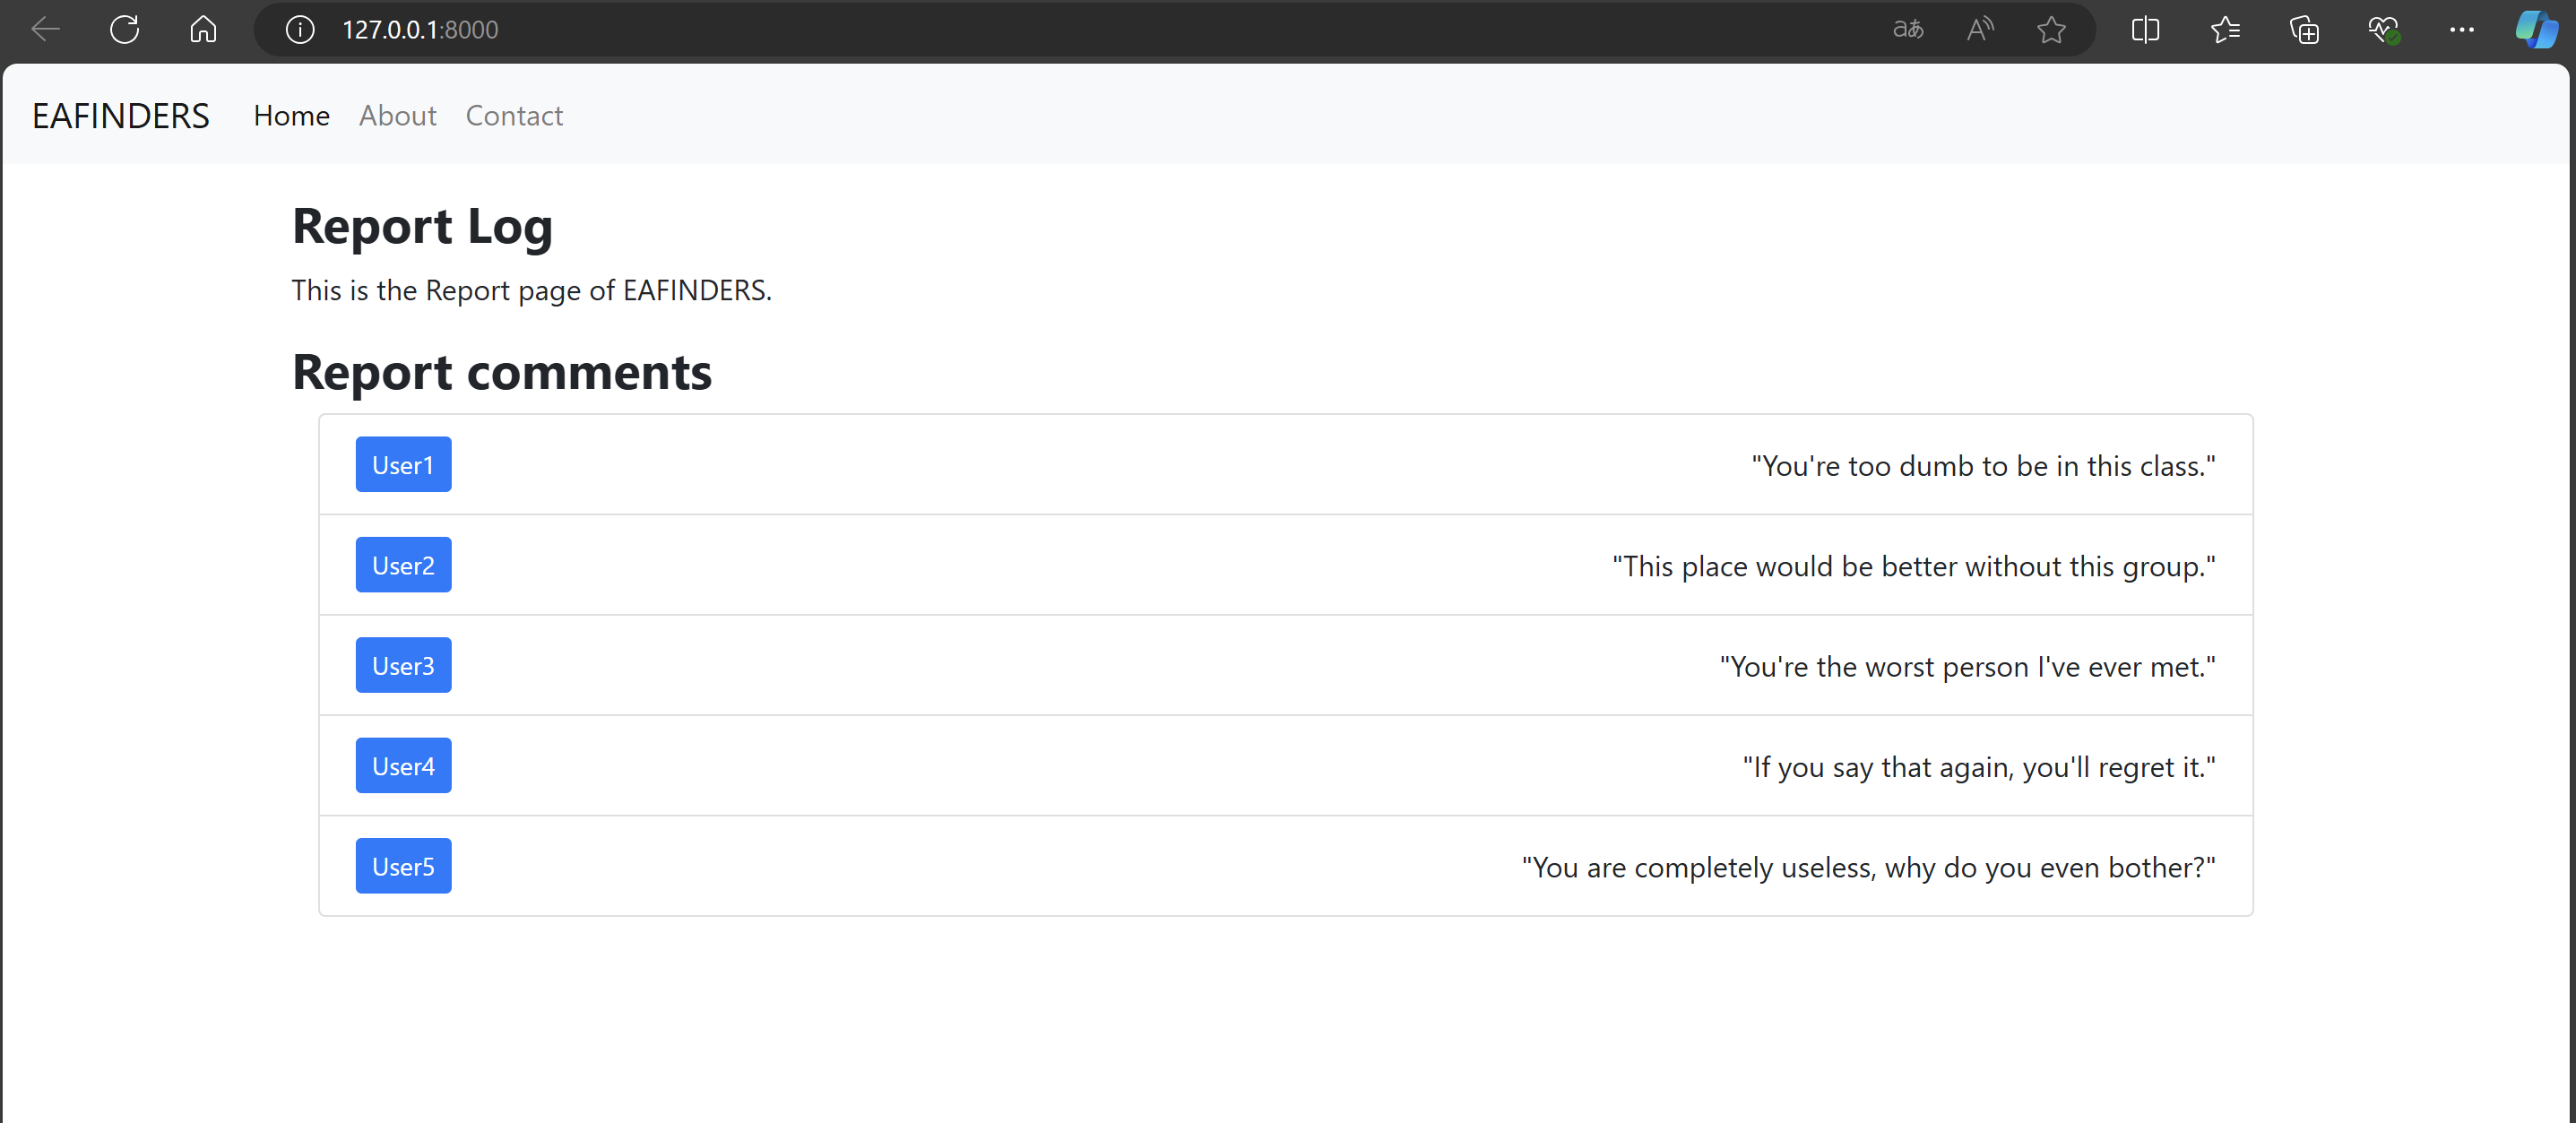 127.0.0.1:8000
aあ A
EAFINDERS Home About Contact
Report Log
This is the Report page of EAFINDERS.
Report comments
User1 "You're too dumb to be in this class."
User2 "This place would be better without this group."
User3 "You're the worst person I've ever met."
User4 "If you say that again, you'll regret it."
User5 "You are completely useless, why do you even bother?"